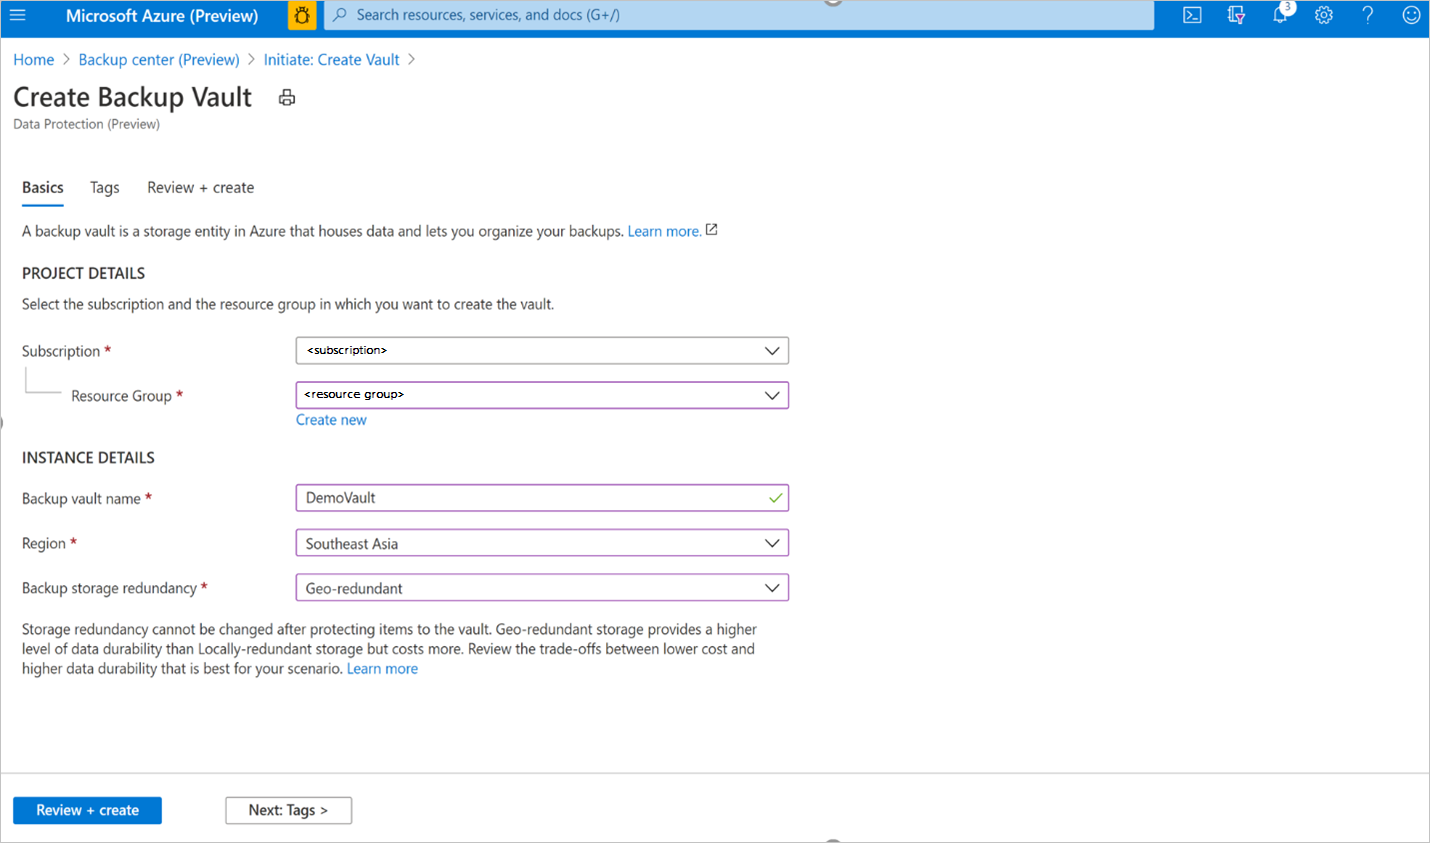 Microsoft Azure (Preview)
Search resources, services, and docs (G+/)
3
Home > Backup center (Preview) > Initiate: Create Vault >
Create Backup Vault
Data Protection (Preview)
Basics Tags Review + create
A backup vault is a storage entity in Azure that houses data and lets you organize your backups. Learn more.
PROJECT DETAILS
Select the subscription and the resource group in which you want to create the vault.
Subscription * <subscription>
Resource Group * <resource group>
Create new
INSTANCE DETAILS
Backup vault name * DemoVault
Region * Southeast Asia
Backup storage redundancy * Geo-redundant
Storage redundancy cannot be changed after protecting items to the vault. Geo-redundant storage provides a higher
level of data durability than Locally-redundant storage but costs more. Review the trade-offs between lower cost and
higher data durability that is best for your scenario. Learn more
Review + create Next: Tags >